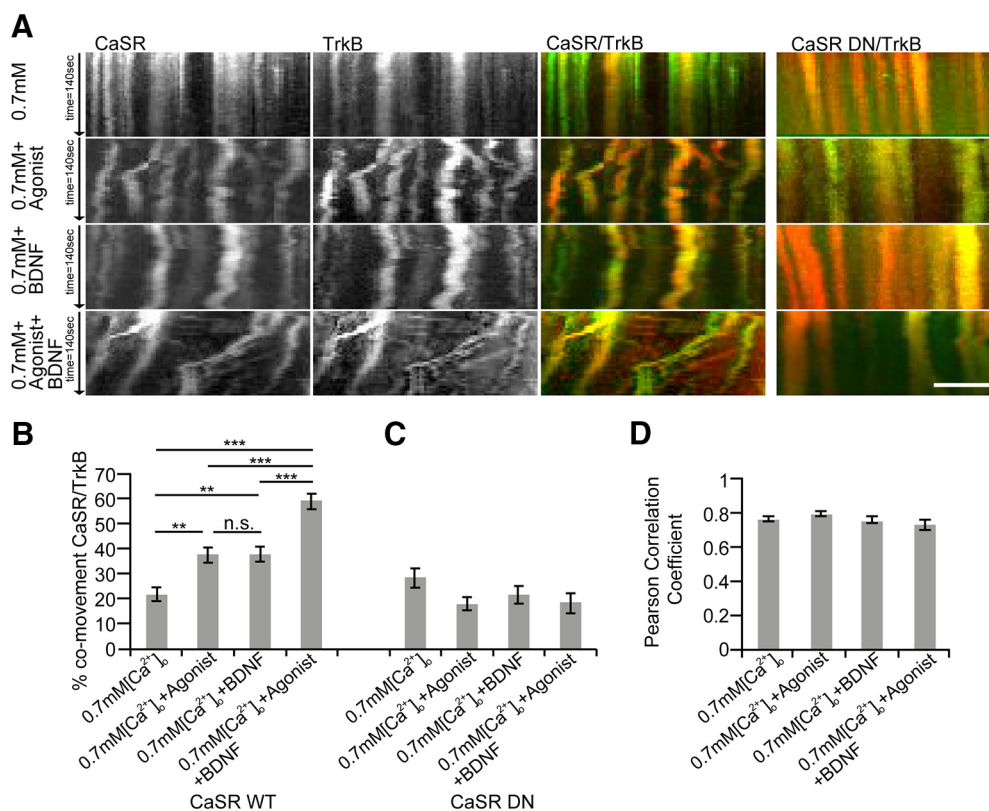 A
CaSR
TrkB
CaSR/TrkB
CaSR DN/TrkB
0.7mM
time=140sec
0.7mM+
Agonist
time=140sec
0.7mM+
BDNF
time=140sec
0.7mM+
Agonist+
BDNF
time=140sec
B
% co-movement CaSR/TrkB
70
60
50
40
30
20
10
0
***
***
***
**
**
n.s.
0.7mM[Ca²⁺]ₒ
0.7mM[Ca²⁺]ₒ+Agonist
0.7mM[Ca²⁺]ₒ+BDNF
0.7mM[Ca²⁺]ₒ+Agonist
+BDNF
CaSR WT
C
0.7mM[Ca²⁺]ₒ
0.7mM[Ca²⁺]ₒ+Agonist
0.7mM[Ca²⁺]ₒ+BDNF
0.7mM[Ca²⁺]ₒ+Agonist
+BDNF
CaSR DN
D
Pearson Correlation
Coefficient
1
0.8
0.6
0.4
0.2
0
0.7mM[Ca²⁺]ₒ
0.7mM[Ca²⁺]ₒ+Agonist
0.7mM[Ca²⁺]ₒ+BDNF
0.7mM[Ca²⁺]ₒ+Agonist
+BDNF